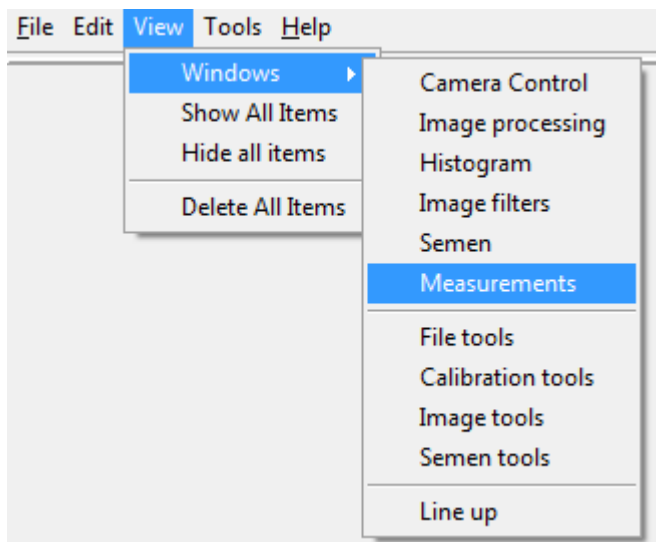 File Edit View Tools Help
Windows
Show All Items
Hide all items
Delete All Items
Camera Control
Image processing
Histogram
Image filters
Semen
Measurements
File tools
Calibration tools
Image tools
Semen tools
Line up